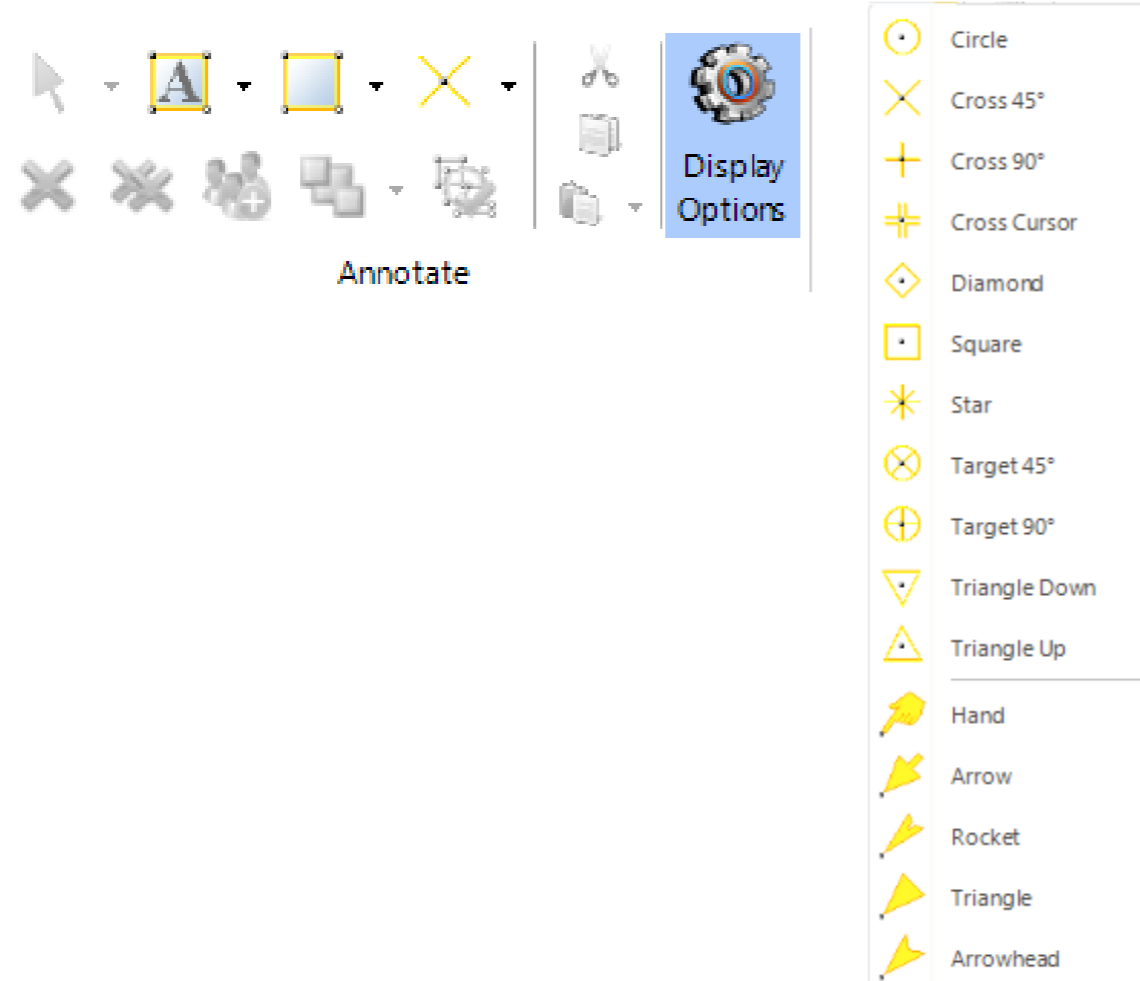 A
Display
Options
Annotate
Circle
Cross 45°
Cross 90°
Cross Cursor
Diamond
Square
Star
Target 45°
Target 90°
Triangle Down
Triangle Up
Hand
Arrow
Rocket
Triangle
Arrowhead